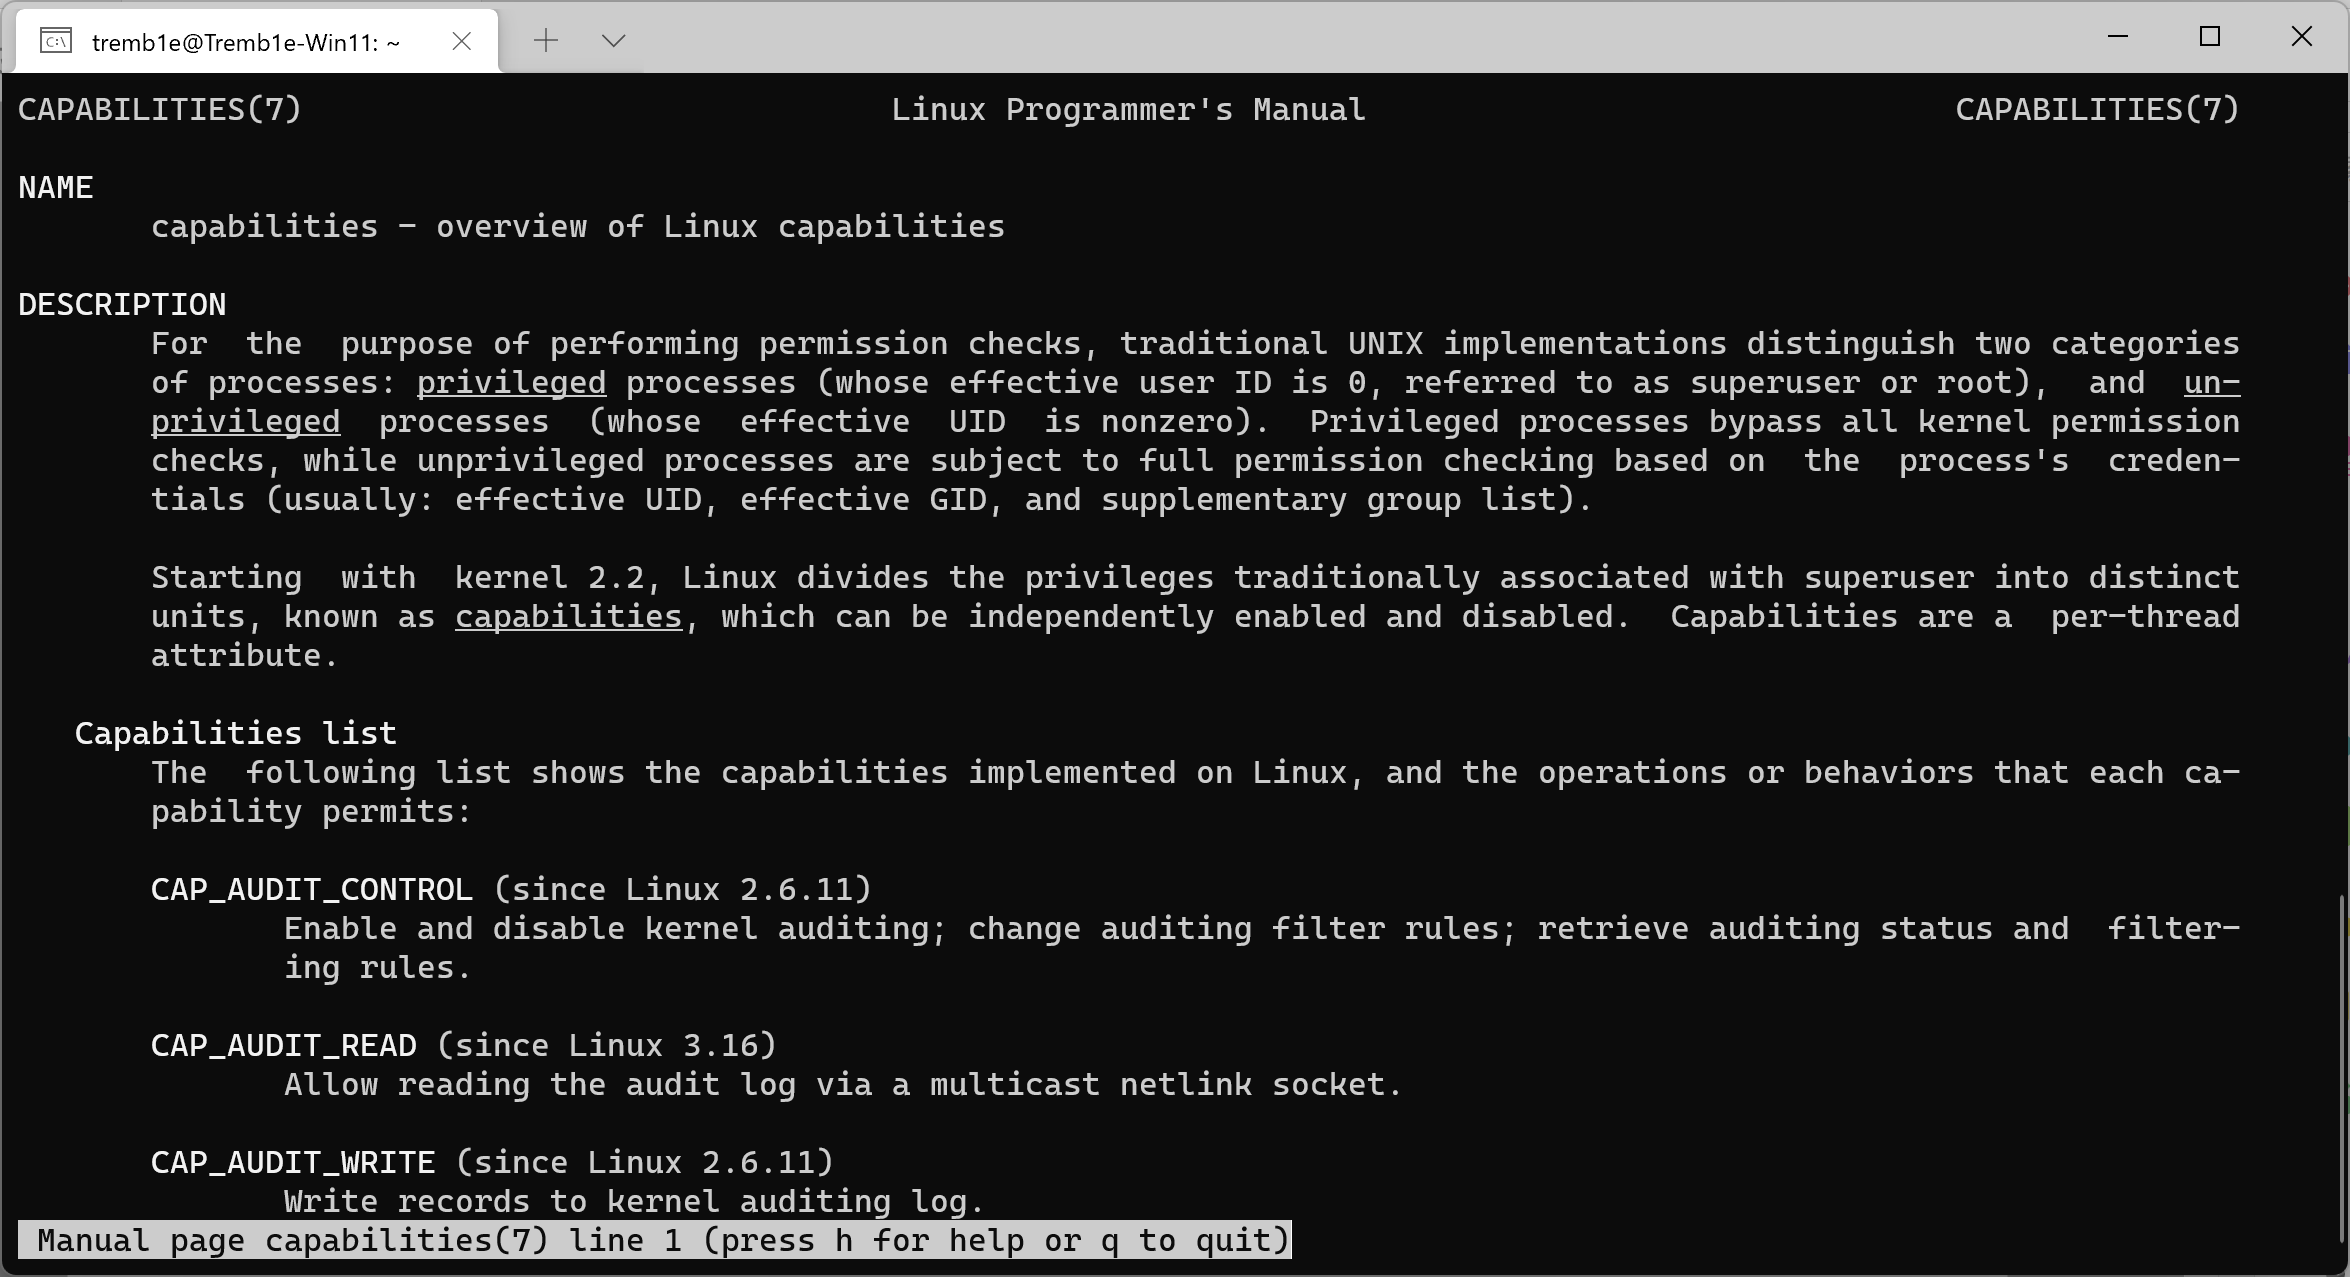 tremb1e@Tremb1e-Win11: ~
CAPABILITIES(7) Linux Programmer's Manual CAPABILITIES(7)
NAME
capabilities - overview of Linux capabilities
DESCRIPTION
For the purpose of performing permission checks, traditional UNIX implementations distinguish two categories
of processes: privileged processes (whose effective user ID is 0, referred to as superuser or root), and un-
privileged processes (whose effective UID is nonzero). Privileged processes bypass all kernel permission
checks, while unprivileged processes are subject to full permission checking based on the process's creden-
tials (usually: effective UID, effective GID, and supplementary group list).
Starting with kernel 2.2, Linux divides the privileges traditionally associated with superuser into distinct
units, known as capabilities, which can be independently enabled and disabled. Capabilities are a per-thread
attribute.
Capabilities list
The following list shows the capabilities implemented on Linux, and the operations or behaviors that each ca-
pability permits:
CAP_AUDIT_CONTROL (since Linux 2.6.11)
Enable and disable kernel auditing; change auditing filter rules; retrieve auditing status and filter-
ing rules.
CAP_AUDIT_READ (since Linux 3.16)
Allow reading the audit log via a multicast netlink socket.
CAP_AUDIT_WRITE (since Linux 2.6.11)
Write records to kernel auditing log.
Manual page capabilities(7) line 1 (press h for help or q to quit)